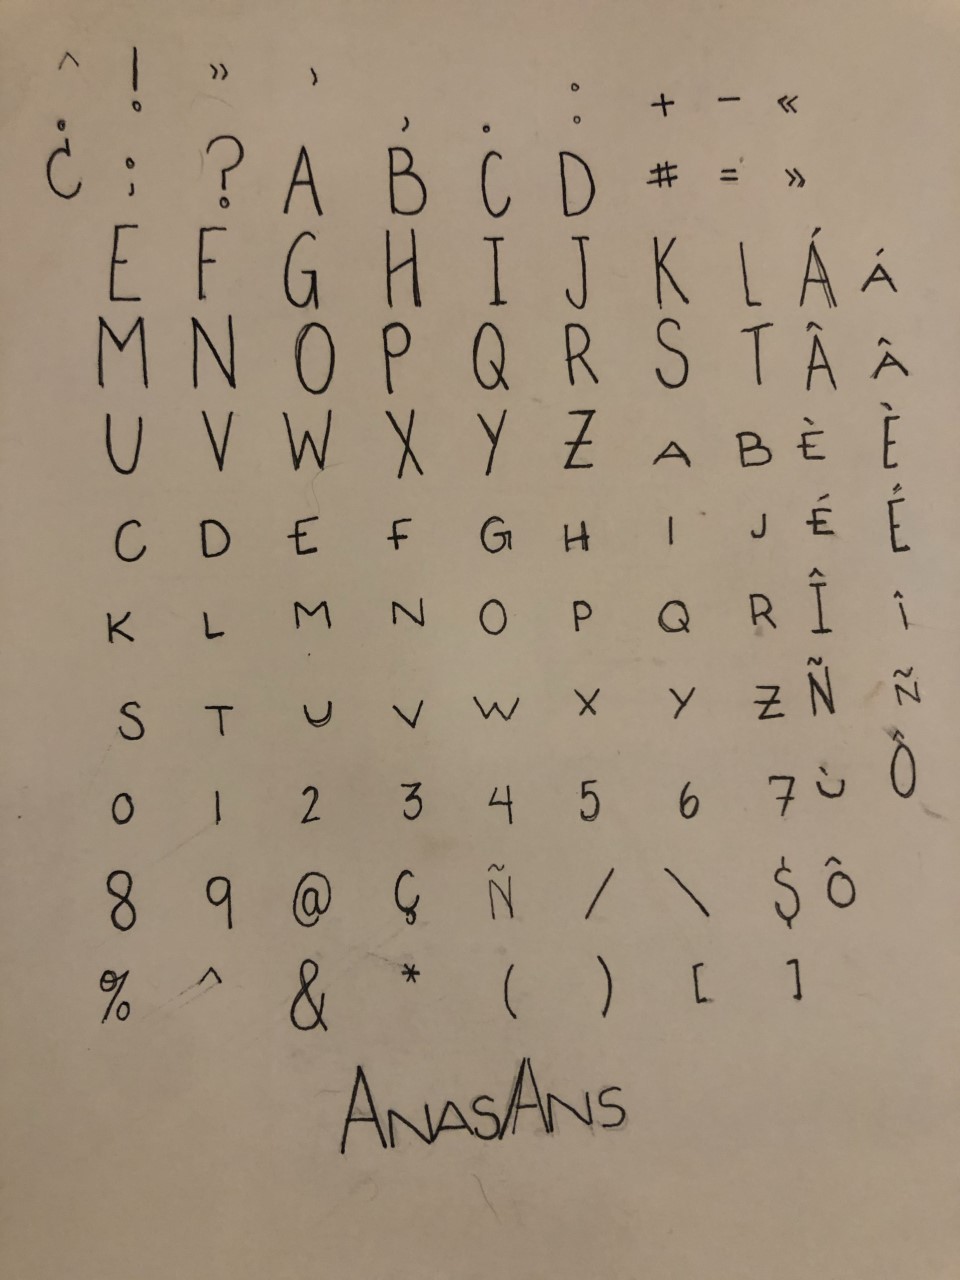 ^ ! » ,
, . : + - «
¿ ; ? A B C D # = »
E F G H I J K L Á Á
M N O P Q R S T Â Â
U V W X Y Z A B È È
C D E F G H I J É É
K L M N O P Q R Î Î
S T U V W X Y Z Ñ Ñ
0 1 2 3 4 5 6 7 Ù Ô
8 9 @ Ç Ñ / \ $ Ô
% ^ & * ( ) [ ]
ANASANS